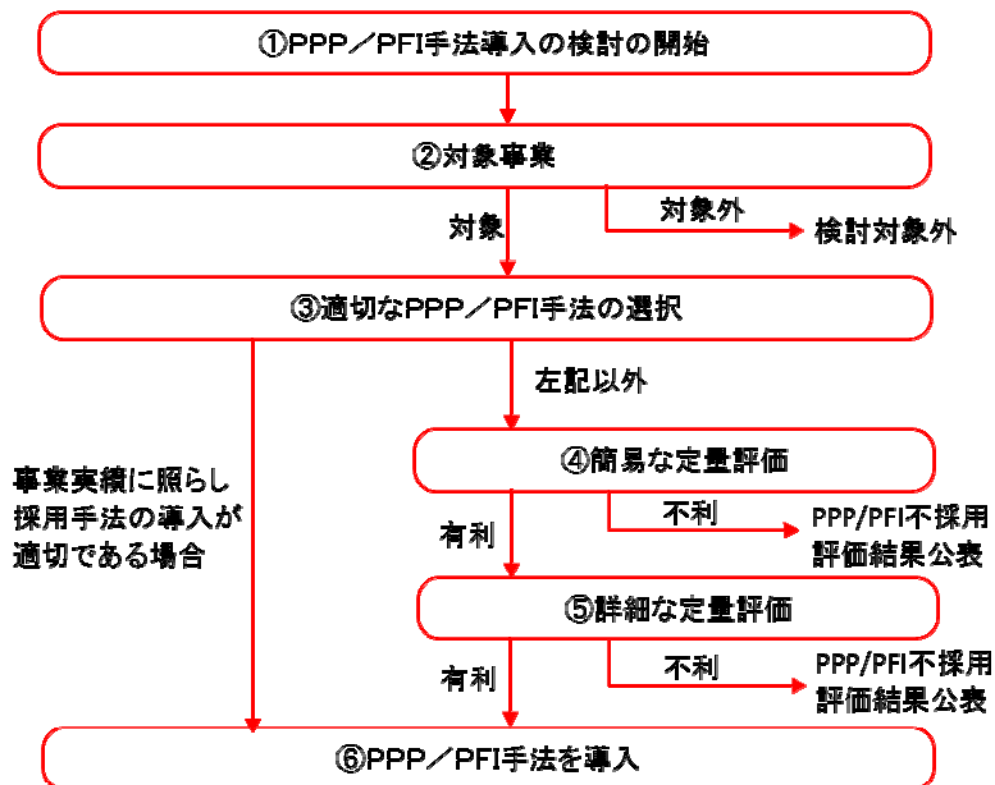 ①PPP／PFI手法導入の検討の開始
②対象事業
対象
対象外
検討対象外
③適切なPPP／PFI手法の選択
左記以外
事業実績に照らし
採用手法の導入が
適切である場合
④簡易な定量評価
有利
不利
PPP/PFI不採用
評価結果公表
⑤詳細な定量評価
有利
不利
PPP/PFI不採用
評価結果公表
⑥PPP／PFI手法を導入